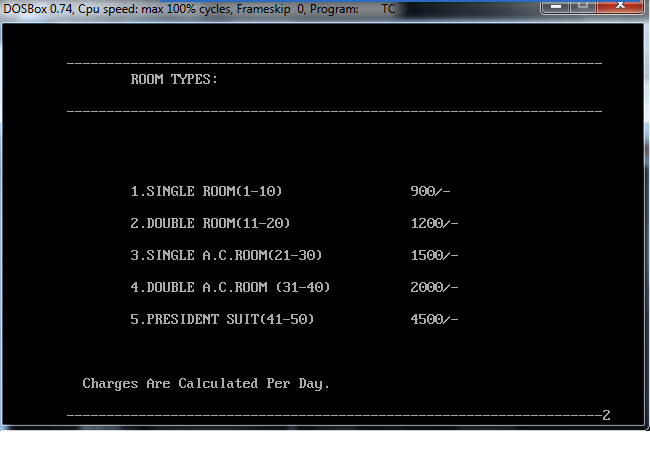 DOSBox 0.74, Cpu speed: max 100% cycles, Frameskip 0, Program: TC
ROOM TYPES:
1.SINGLE ROOM(1-10) 900/-
2.DOUBLE ROOM(11-20) 1200/-
3.SINGLE A.C.ROOM(21-30) 1500/-
4.DOUBLE A.C.ROOM (31-40) 2000/-
5.PRESIDENT SUIT(41-50) 4500/-
Charges Are Calculated Per Day.
2